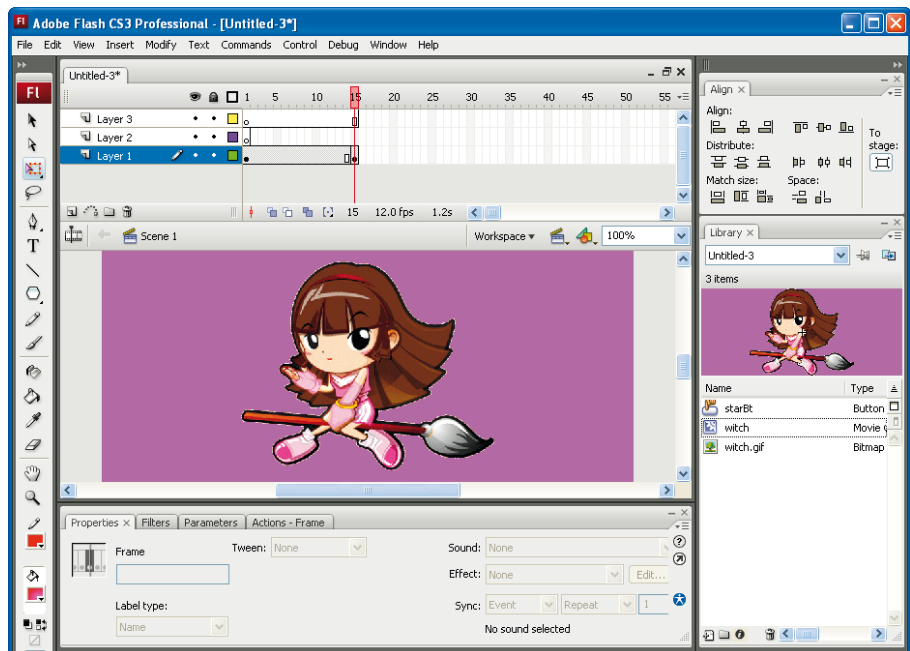 Fl Adobe Flash CS3 Professional - [Untitled-3*]
File Edit View Insert Modify Text Commands Control Debug Window Help
Fl
T
Untitled-3*
1 5 10 15 20 25 30 35 40 45 50 55
Layer 3
Layer 2
Layer 1
15 12.0 fps 1.2s
Scene 1 Workspace 100%
Properties × Filters Parameters Actions - Frame
Frame
Label type:
Name
Tween: None
Sound: None
Effect: None Edit...
Sync: Event Repeat 1
No sound selected
Align ×
Align:
Distribute:
Match size: Space:
To stage:
Library ×
Untitled-3
3 items
Name Type
starBt Button
witch Movie
witch.gif Bitmap